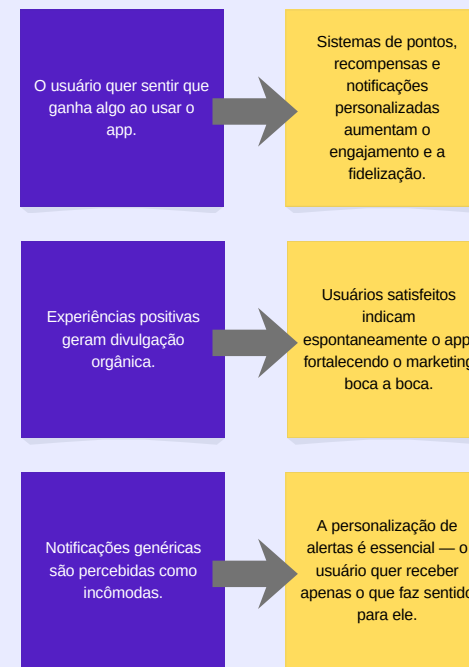 O usuário quer sentir que
ganha algo ao usar o
app.
Sistemas de pontos,
recompensas e
notificações
personalizadas
aumentam o
engajamento e a
fidelização.
Experiências positivas
geram divulgação
orgânica.
Usuários satisfeitos
indicam
espontaneamente o app
fortalecendo o marketing
boca a boca.
Notificações genéricas
são percebidas como
incômodas.
A personalização de
alertas é essencial — o
usuário quer receber
apenas o que faz sentido
para ele.